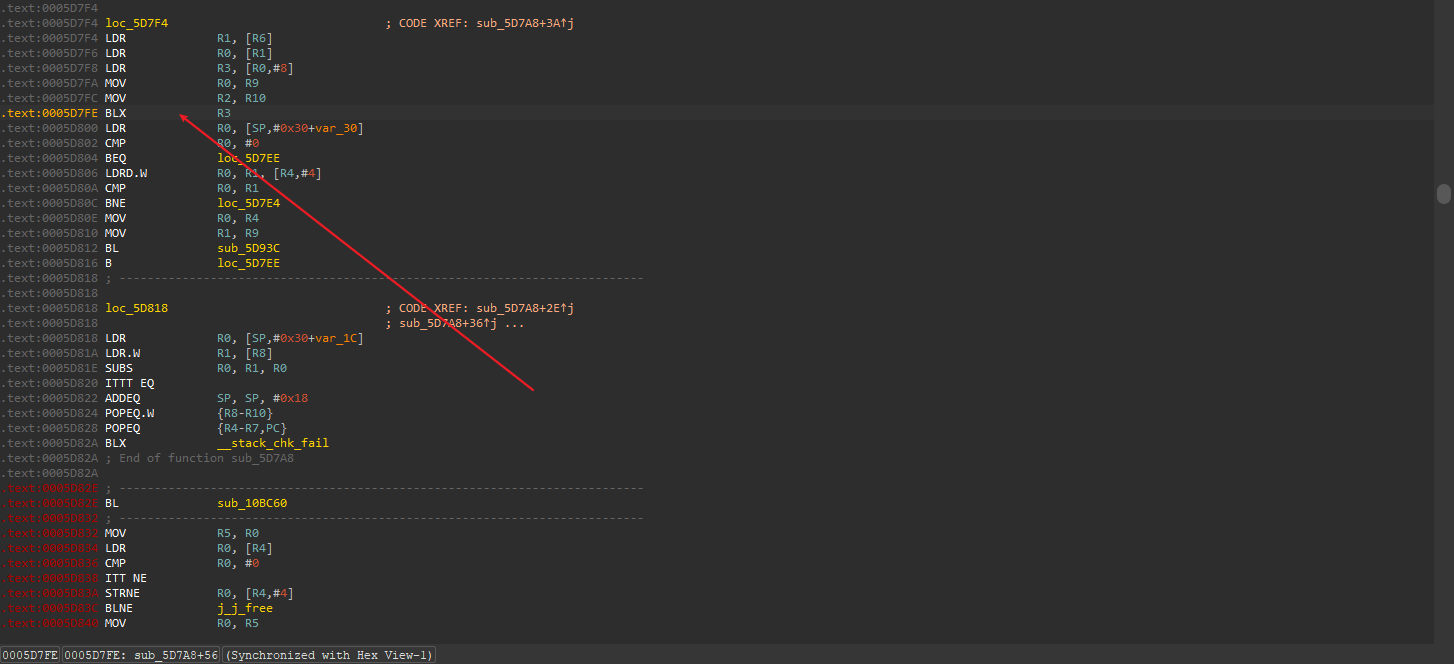 .text:0005D7F4
.text:0005D7F4 loc_5D7F4 ; CODE XREF: sub_5D7A8+3A↑j
.text:0005D7F4 LDR R1, [R6]
.text:0005D7F6 LDR R0, [R1]
.text:0005D7F8 LDR R3, [R0,#8]
.text:0005D7FA MOV R0, R9
.text:0005D7FC MOV R2, R10
.text:0005D7FE BLX R3
.text:0005D800 LDR R0, [SP,#0x30+var_30]
.text:0005D802 CMP R0, #0
.text:0005D804 BEQ loc_5D7EE
.text:0005D806 LDRD.W R0, R1, [R4,#4]
.text:0005D80A CMP R0, R1
.text:0005D80C BNE loc_5D7E4
.text:0005D80E MOV R0, R4
.text:0005D810 MOV R1, R9
.text:0005D812 BL sub_5D93C
.text:0005D816 B loc_5D7EE
.text:0005D818 ; ---------------------------------------------------------------------------
.text:0005D818
.text:0005D818 loc_5D818 ; CODE XREF: sub_5D7A8+2E↑j
.text:0005D818 ; sub_5D7A8+36↑j ...
.text:0005D818 LDR R0, [SP,#0x30+var_1C]
.text:0005D81A LDR.W R1, [R8]
.text:0005D81E SUBS R0, R1, R0
.text:0005D820 ITTT EQ
.text:0005D822 ADDEQ SP, SP, #0x18
.text:0005D824 POPEQ.W {R8-R10}
.text:0005D828 POPEQ {R4-R7,PC}
.text:0005D82A BLX __stack_chk_fail
.text:0005D82A ; End of function sub_5D7A8
.text:0005D82A
.text:0005D82E ; ---------------------------------------------------------------------------
.text:0005D82E BL sub_10BC60
.text:0005D832 ; ---------------------------------------------------------------------------
.text:0005D832 MOV R5, R0
.text:0005D834 LDR R0, [R4]
.text:0005D836 CMP R0, #0
.text:0005D838 ITT NE
.text:0005D83A STRNE R0, [R4,#4]
.text:0005D83C BLNE j_j_free
.text:0005D840 MOV R0, R5
0005D7FE 0005D7FE: sub_5D7A8+56 (Synchronized with Hex View-1)